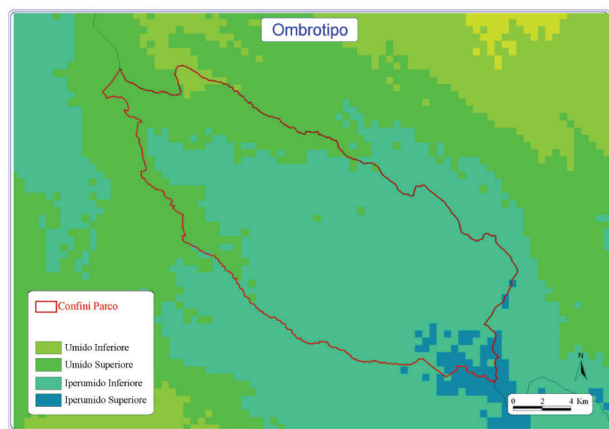 Ombrotipo
Confini Parco
Umido Inferiore
Umido Superiore
Iperumido Inferiore
Iperumido Superiore
N
0 2 4 Km